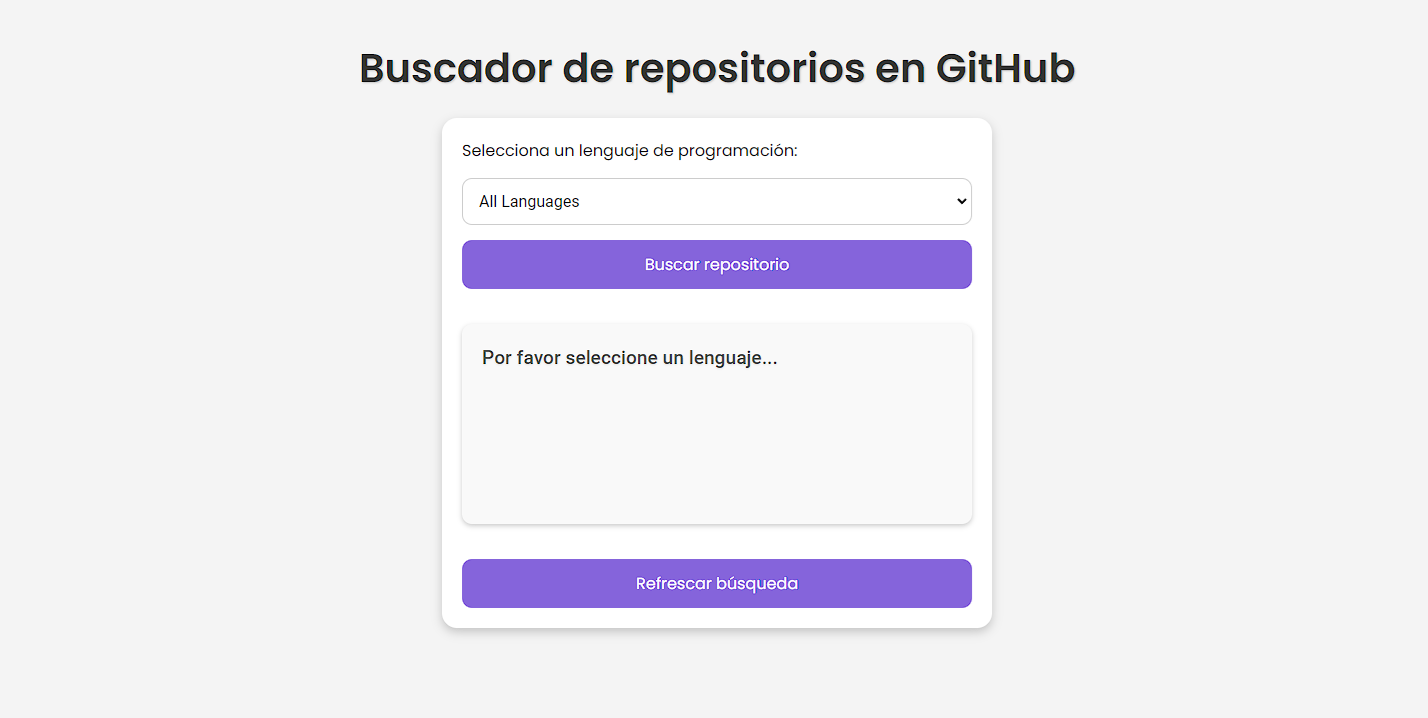 Buscador de repositorios en GitHub
Selecciona un lenguaje de programación:
All Languages
Buscar repositorio
Por favor seleccione un lenguaje...
Refrescar búsqueda